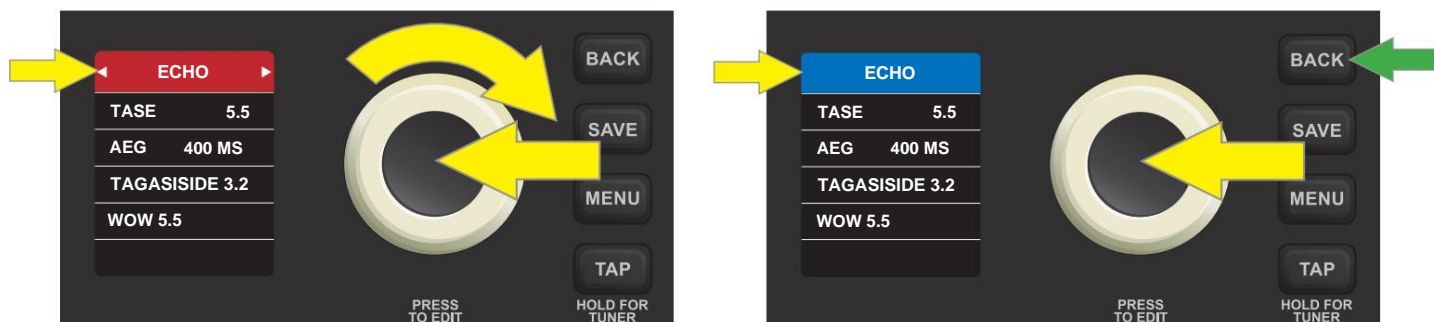 ECHO
TASE 5.5
AEG 400 MS
TAGASISIDE 3.2
WOW 5.5
BACK
SAVE
MENU
TAP
PRESS
TO EDIT
HOLD FOR
TUNER
ECHO
TASE 5.5
AEG 400 MS
TAGASISIDE 3.2
WOW 5.5
BACK
SAVE
MENU
TAP
PRESS
TO EDIT
HOLD FOR
TUNER